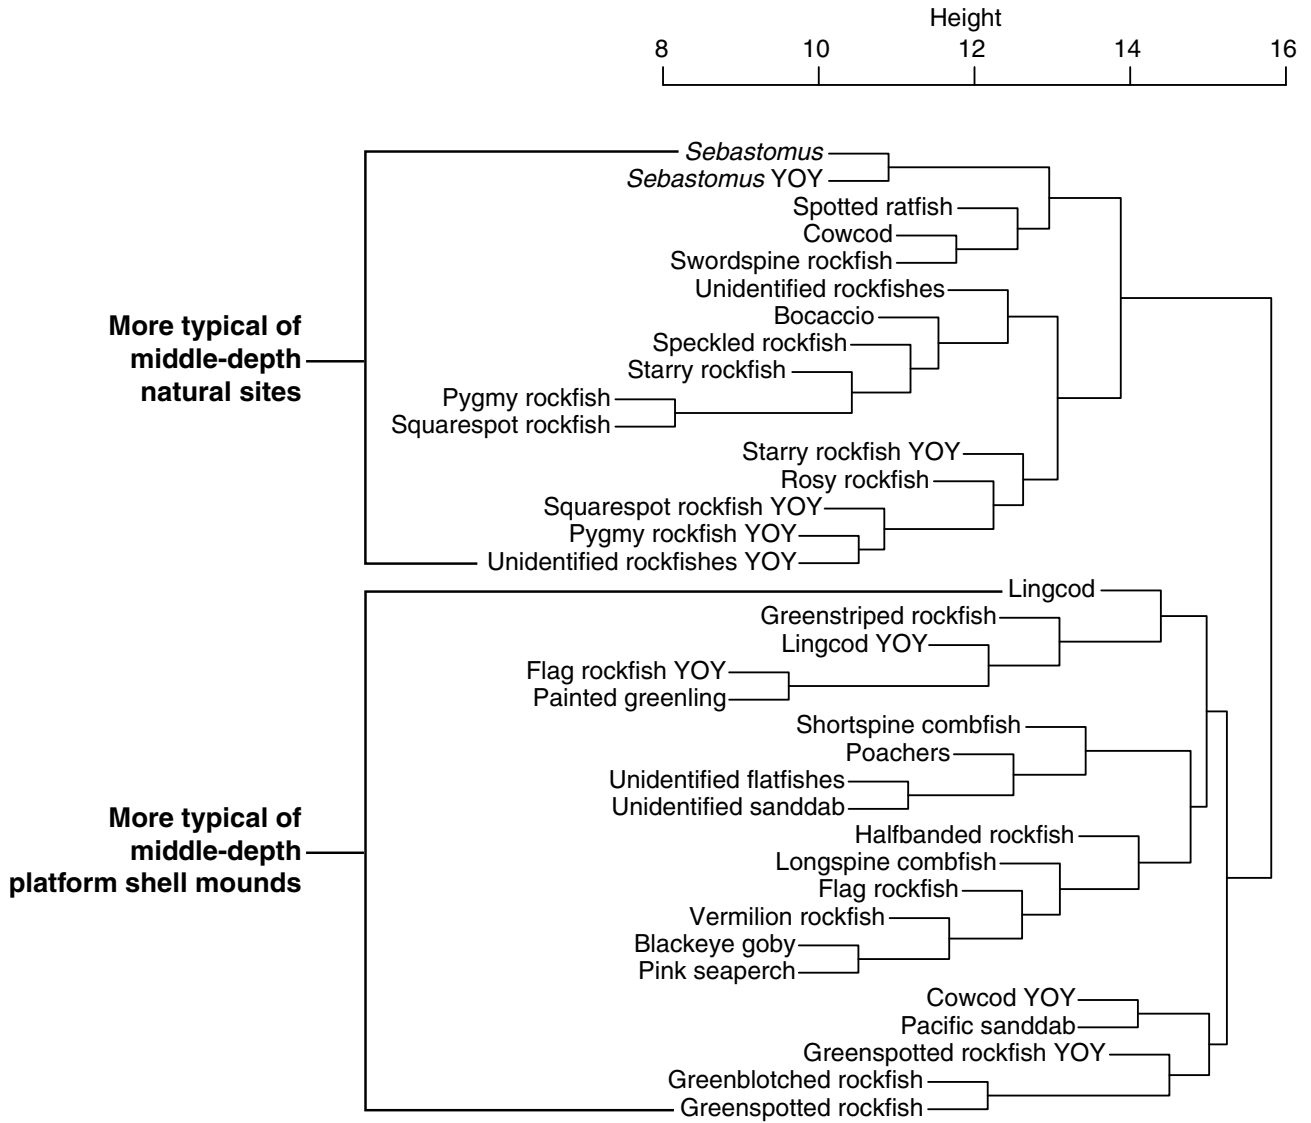 Height
8 10 12 14 16
Sebastomus
Sebastomus YOY
Spotted ratfish
Cowcod
Swordspine rockfish
Unidentified rockfishes
Bocaccio
Speckled rockfish
Starry rockfish
Pygmy rockfish
Squarespot rockfish
Starry rockfish YOY
Rosy rockfish
Squarespot rockfish YOY
Pygmy rockfish YOY
Unidentified rockfishes YOY
More typical of
middle-depth
natural sites
Lingcod
Greenstriped rockfish
Lingcod YOY
Flag rockfish YOY
Painted greenling
Shortspine combfish
Poachers
Unidentified flatfishes
Unidentified sanddab
Halfbanded rockfish
Longspine combfish
Flag rockfish
Vermilion rockfish
Blackeye goby
Pink seaperch
Cowcod YOY
Pacific sanddab
Greenspotted rockfish YOY
Greenblotched rockfish
Greenspotted rockfish
More typical of
middle-depth
platform shell mounds